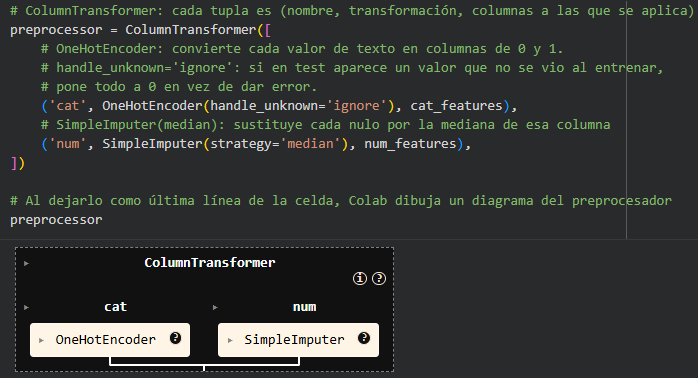 # ColumnTransformer: cada tupla es (nombre, transformación, columnas a las que se aplica)
preprocessor = ColumnTransformer([
    # OneHotEncoder: convierte cada valor de texto en columnas de 0 y 1.
    # handle_unknown='ignore': si en test aparece un valor que no se vio al entrenar,
    # pone todo a 0 en vez de dar error.
    ('cat', OneHotEncoder(handle_unknown='ignore'), cat_features),
    # SimpleImputer(median): sustituye cada nulo por la mediana de esa columna
    ('num', SimpleImputer(strategy='median'), num_features),
])

# Al dejarlo como última línea de la celda, Colab dibuja un diagrama del preprocesador
preprocessor
ColumnTransformer
i ?
cat num
OneHotEncoder ? SimpleImputer ?